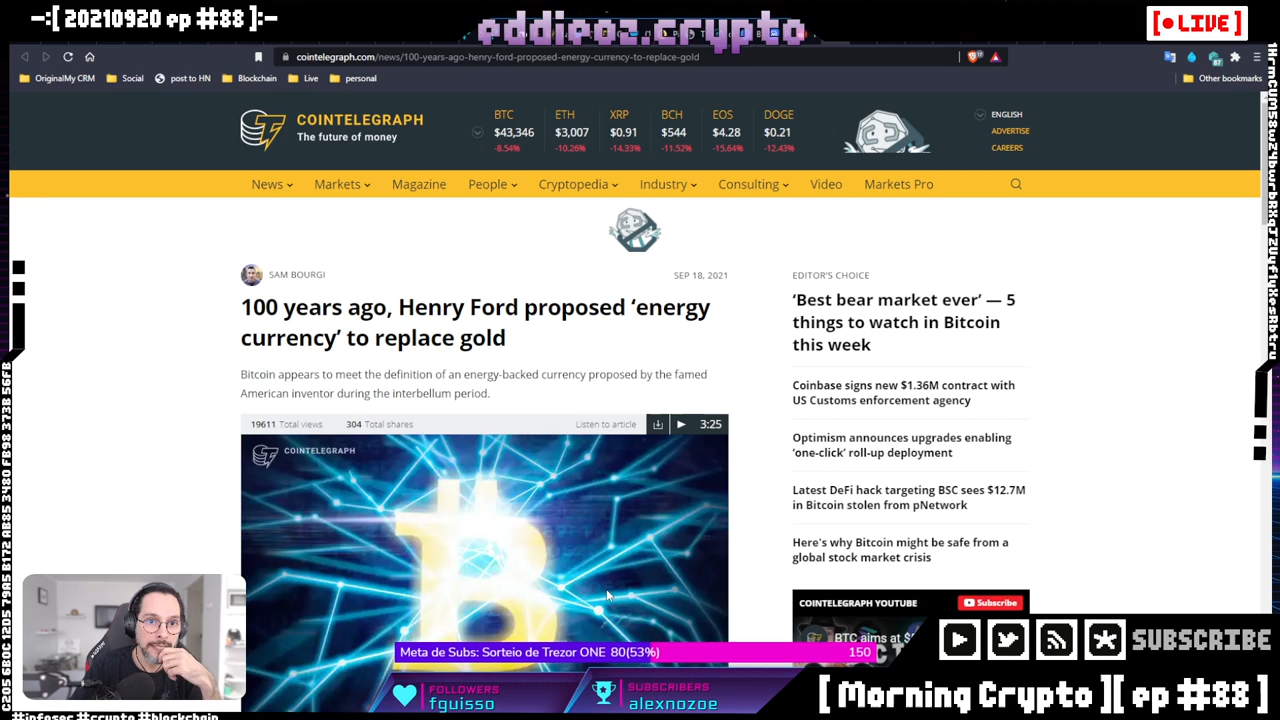 -:[ 20210920 ep #88 ]:-
eddieoz.crypto
[● LIVE]
cointelegraph.com/news/100-years-ago-henry-ford-proposed-energy-currency-to-replace-gold
OriginalMy CRM
Social
post to HN
Blockchain
Live
personal
Other bookmarks
COINTELEGRAPH
The future of money
BTC ETH XRP BCH EOS DOGE
$43,346 $3,007 $0.91 $544 $4.28 $0.21
-8.54% -10.26% -14.33% -11.52% -15.64% -12.43%
ENGLISH
ADVERTISE
CAREERS
News Markets Magazine People Cryptopedia Industry Consulting Video Markets Pro
SAM BOURGI
SEP 18, 2021
100 years ago, Henry Ford proposed ‘energy
currency’ to replace gold
Bitcoin appears to meet the definition of an energy-backed currency proposed by the famed
American inventor during the interbellum period.
19611 Total views 304 Total shares
Listen to article
3:25
COINTELEGRAPH
EDITOR'S CHOICE
‘Best bear market ever’ — 5
things to watch in Bitcoin
this week
Coinbase signs new $1.36M contract with
US Customs enforcement agency
Optimism announces upgrades enabling
‘one-click’ roll-up deployment
Latest DeFi hack targeting BSC sees $12.7M
in Bitcoin stolen from pNetwork
Here's why Bitcoin might be safe from a
global stock market crisis
COINTELEGRAPH YOUTUBE
Subscribe
BTC aims at
Meta de Subs: Sorteio de Trezor ONE 80(53%)
150
FOLLOWERS
fguisso
SUBSCRIBERS
alexnozoe
SUBSCRIBE
[ Morning Crypto ][ ep #88 ]
#infosec #crypto #blockchain